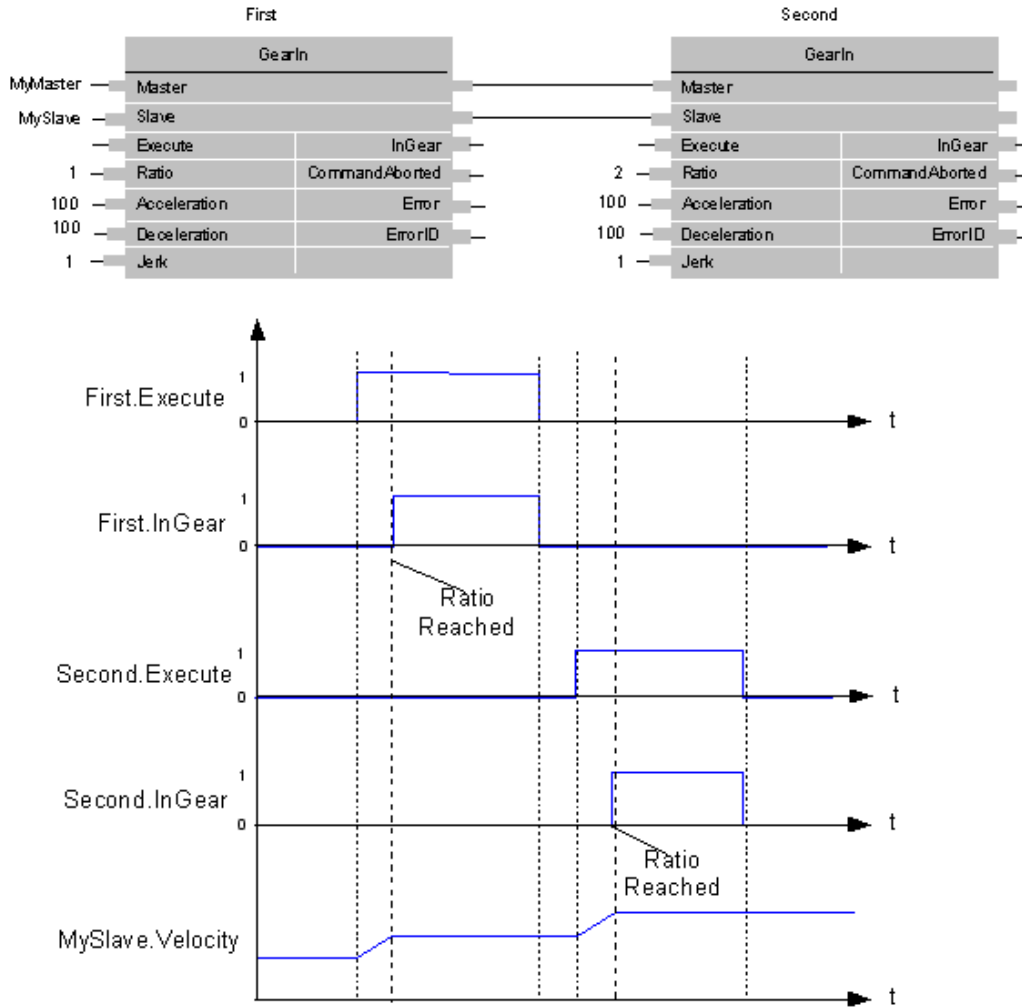 First Second
GearIn GearIn
MyMaster Master Master
MySlave Slave Slave
Execute InGear Execute InGear
1 Ratio CommandAborted 2 Ratio CommandAborted
100 Acceleration Error 100 Acceleration Error
100 Deceleration ErrorID 100 Deceleration ErrorID
1 Jerk 1 Jerk
1
First.Execute
0 t
1
First.InGear
0 t
Ratio
Reached
1
Second.Execute
0 t
1
Second.InGear
0 t
Ratio
Reached
MySlave.Velocity
t